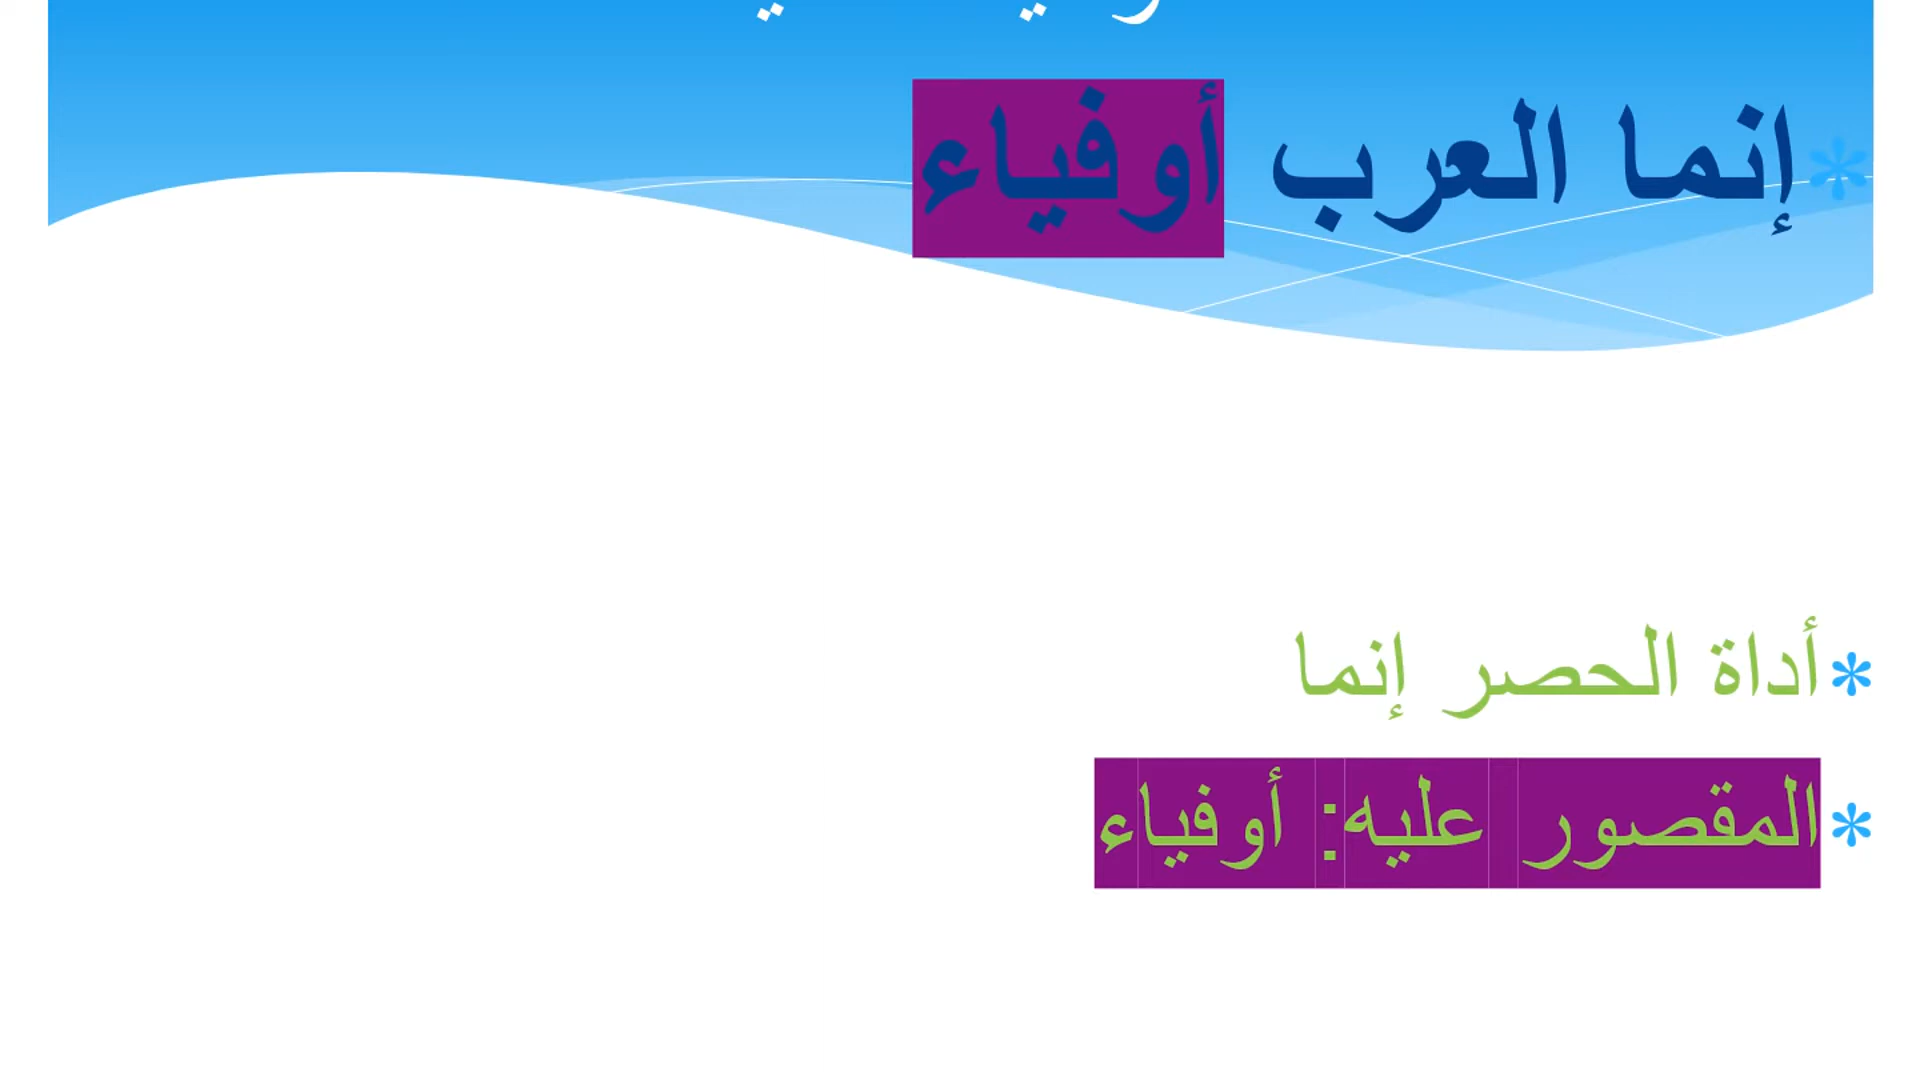 إنما العرب أوفياء
أداة الحصر إنما
المقصور عليه: أوفياء